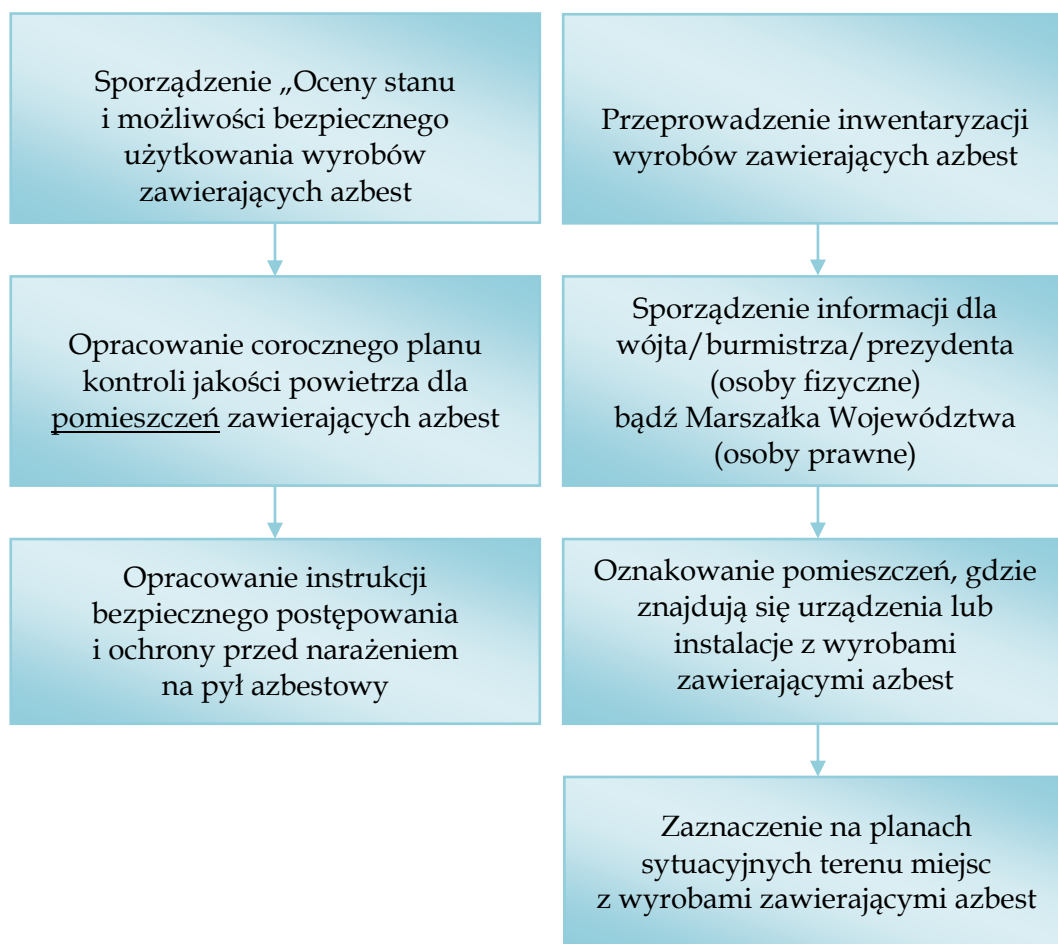 Sporządzenie „Oceny stanu
i możliwości bezpiecznego
użytkowania wyrobów
zawierających azbest
Opracowanie corocznego planu
kontroli jakości powietrza dla
pomieszczeń zawierających azbest
Opracowanie instrukcji
bezpiecznego postępowania
i ochrony przed narażeniem
na pył azbestowy
Przeprowadzenie inwentaryzacji
wyrobów zawierających azbest
Sporządzenie informacji dla
wójta/burmistrza/prezydenta
(osoby fizyczne)
bądź Marszałka Województwa
(osoby prawne)
Oznakowanie pomieszczeń, gdzie
znajdują się urządzenia lub
instalacje z wyrobami
zawierającymi azbest
Zaznaczenie na planach
sytuacyjnych terenu miejsc
z wyrobami zawierającymi azbest